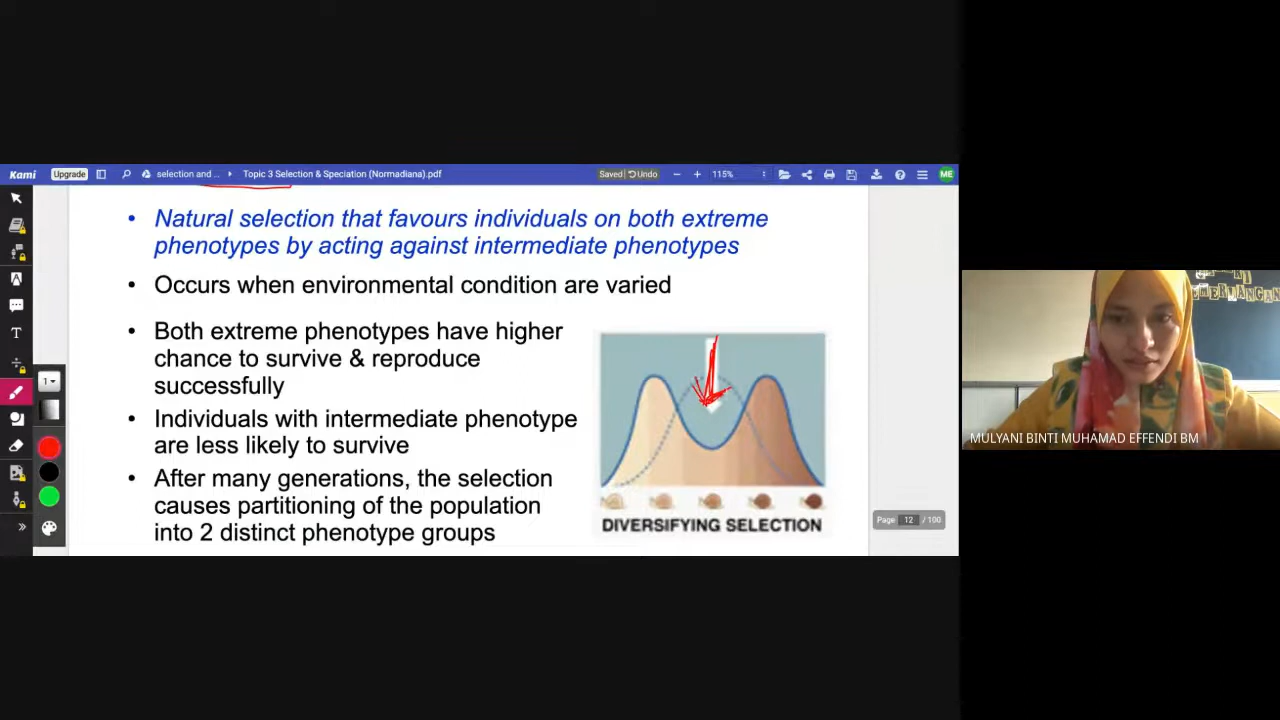 Kami
Upgrade
selection and ...
Topic 3 Selection & Speciation (Normadiana).pdf
Saved
Undo
115%
ME
• Natural selection that favours individuals on both extreme
phenotypes by acting against intermediate phenotypes
• Occurs when environmental condition are varied
• Both extreme phenotypes have higher
chance to survive & reproduce
successfully
• Individuals with intermediate phenotype
are less likely to survive
• After many generations, the selection
causes partitioning of the population
into 2 distinct phenotype groups
DIVERSIFYING SELECTION
Page 12 / 100
T
1
MULYANI BINTI MUHAMAD EFFENDI BM